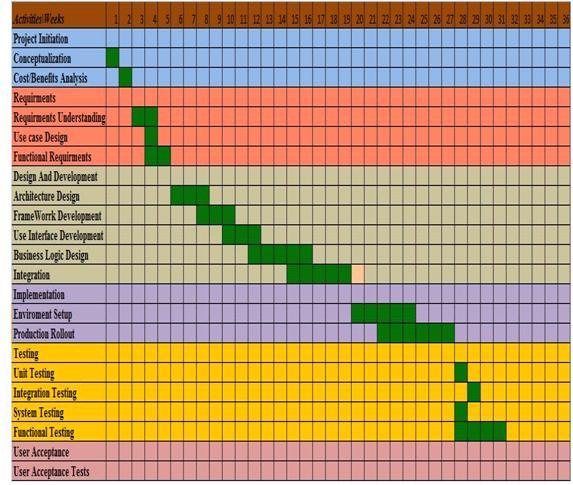 Activities\Weeks 1 2 3 4 5 6 7 8 9 10 11 12 13 14 15 16 17 18 19 20 21 22 23 24 25 26 27 28 29 30 31 32 33 34 35 36
Project Initiation
Conceptualization
Cost/Benefits Analysis
Requirments
Requirments Understanding
Use case Design
Functional Requirments
Design And Development
Architecture Design
FrameWorrk Development
Use Interface Development
Business Logic Design
Integration
Implementation
Enviroment Setup
Production Rollout
Testing
Unit Testing
Integration Testing
System Testing
Functional Testing
User Acceptance
User Acceptance Tests